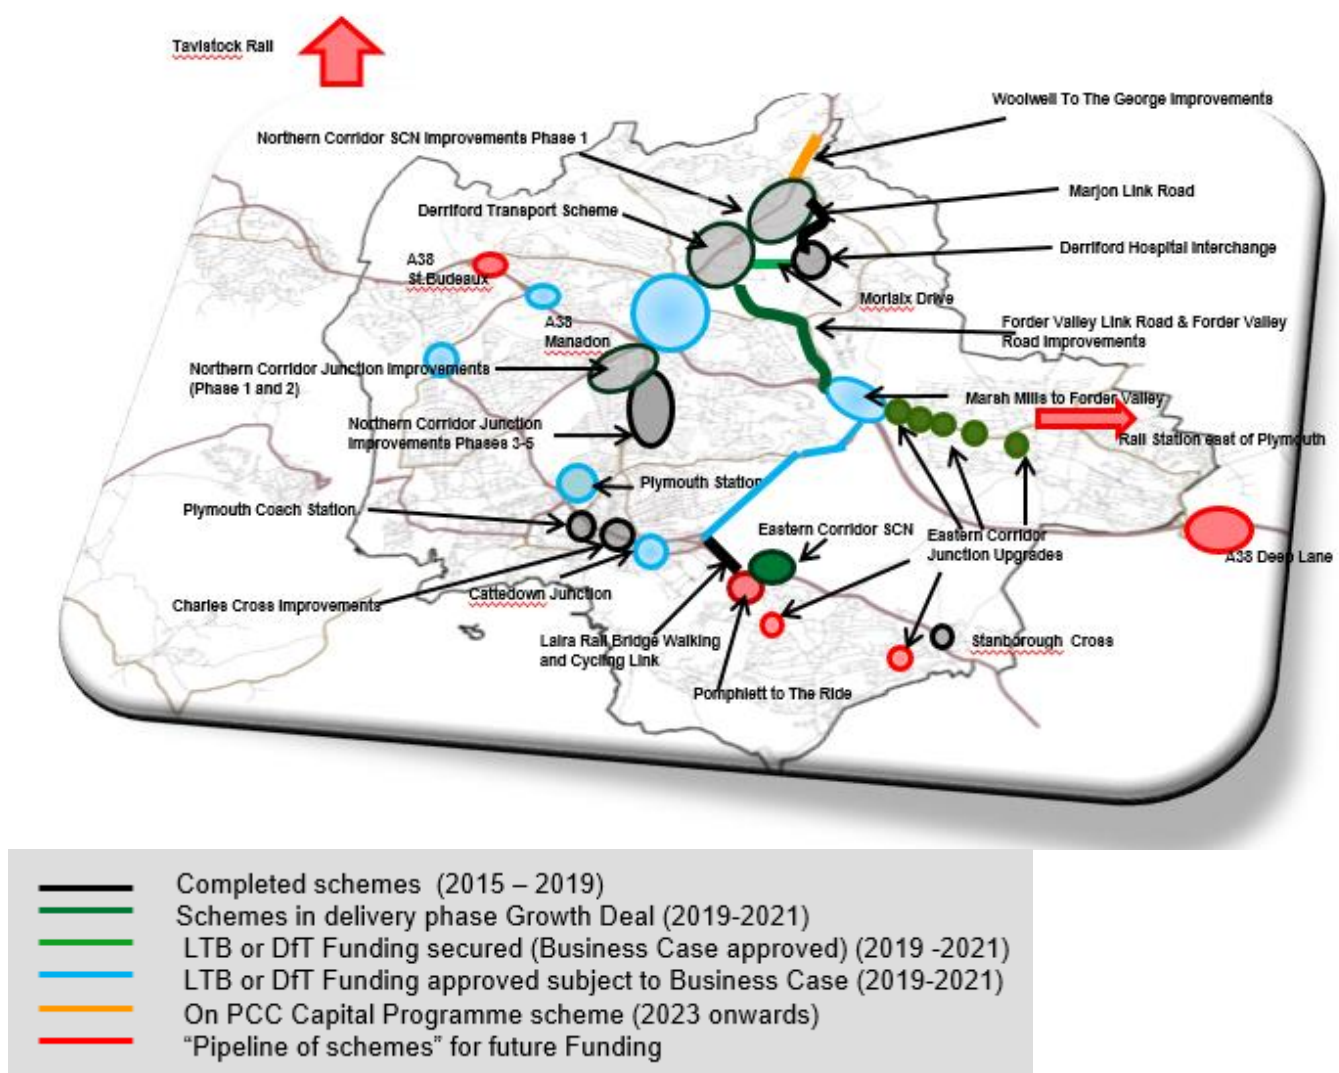 Tavistock Rail
Woolwell To The George Improvements
Northern Corridor SCN Improvements Phase 1
Marjon Link Road
Derriford Transport Scheme
Derriford Hospital Interchange
A38
St.Budeaux
Morlaix Drive
A38
Manadon
Forder Valley Link Road & Forder Valley
Road Improvements
Northern Corridor Junction Improvements
(Phase 1 and 2)
Marsh Mills to Forder Valley
Northern Corridor Junction
Improvements Phases 3-5
Rail Station east of Plymouth
Plymouth Station
Plymouth Coach Station
Eastern Corridor SCN
Eastern Corridor
Junction Upgrades
A38 Deep Lane
Charles Cross Improvements
Cattedown Junction
Laira Rail Bridge Walking
and Cycling Link
Stanborough Cross
Pomphlett to The Ride
Completed schemes (2015 – 2019)
Schemes in delivery phase Growth Deal (2019-2021)
LTB or DfT Funding secured (Business Case approved) (2019 -2021)
LTB or DfT Funding approved subject to Business Case (2019-2021)
On PCC Capital Programme scheme (2023 onwards)
“Pipeline of schemes” for future Funding